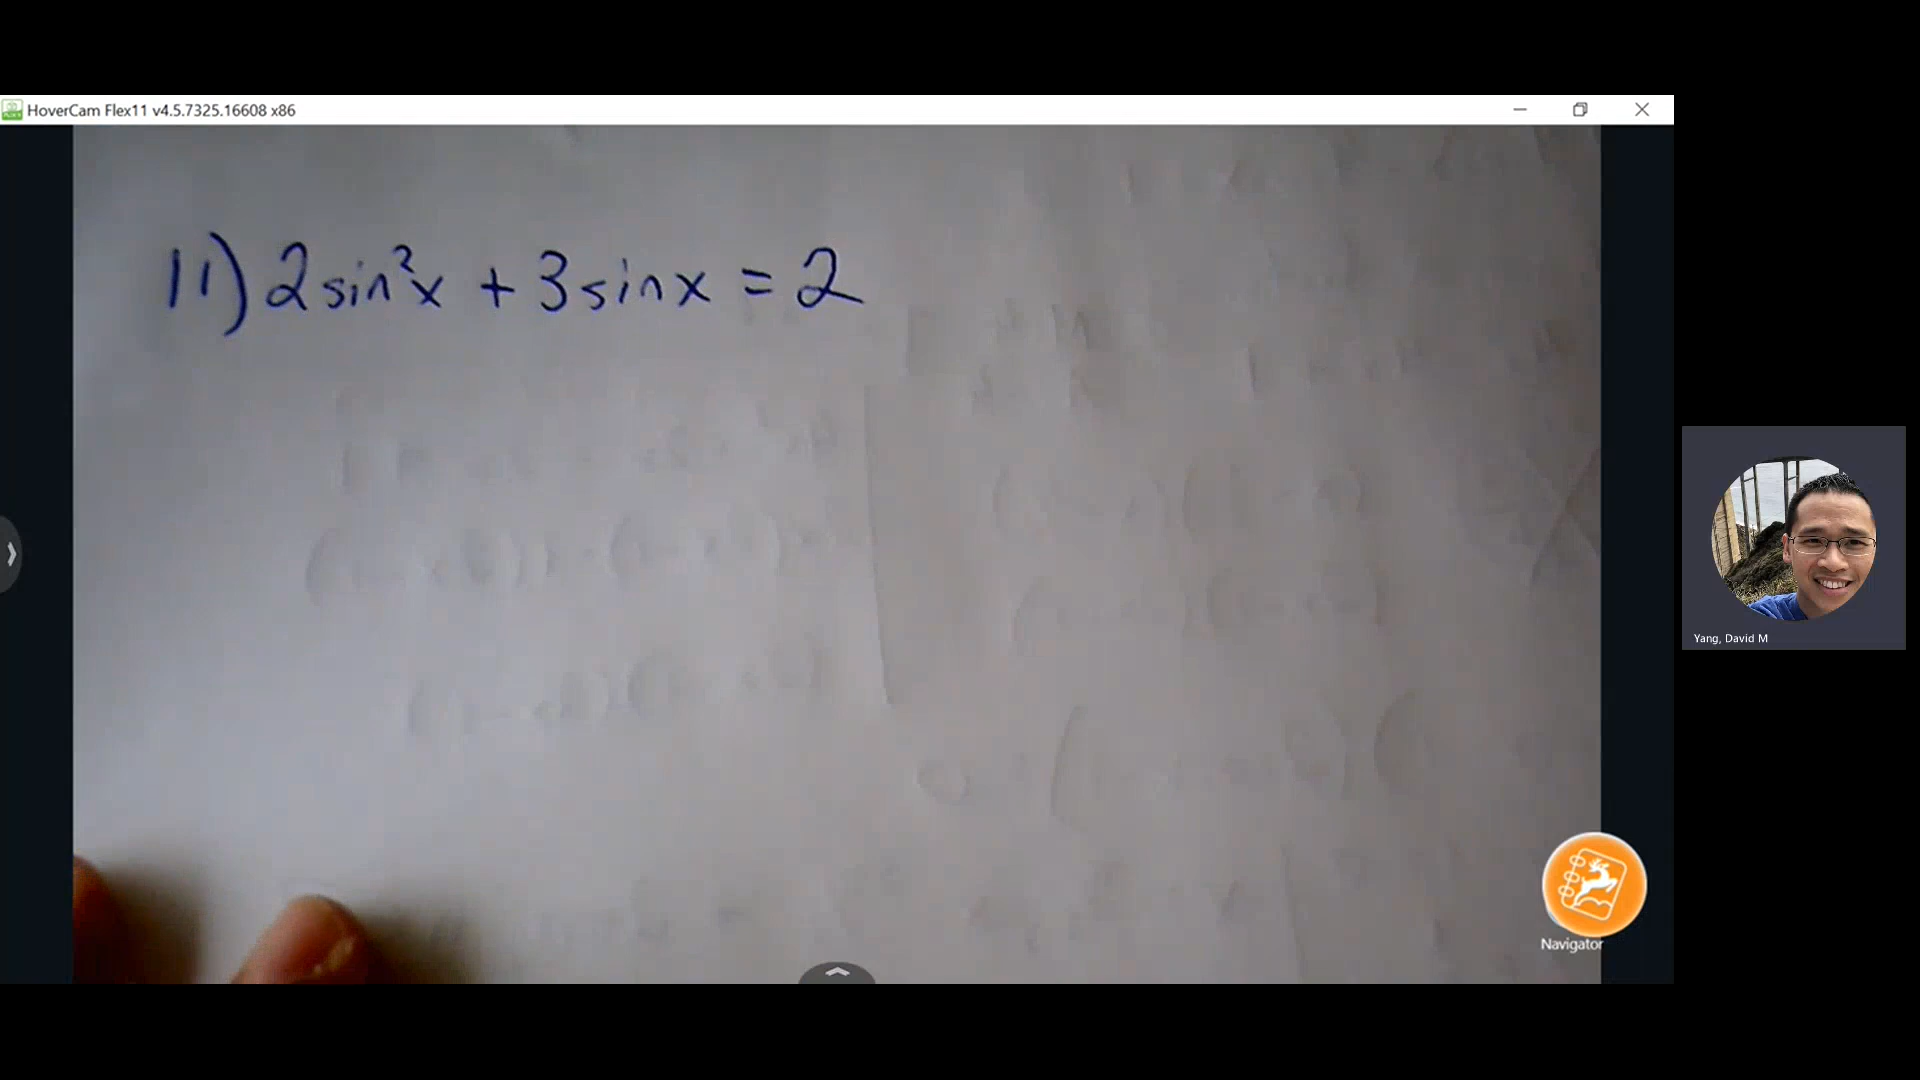 HoverCam Flex11 v4.5.7325.16608 x86
11) 2sin²x + 3sinx = 2
Yang, David M
Navigator